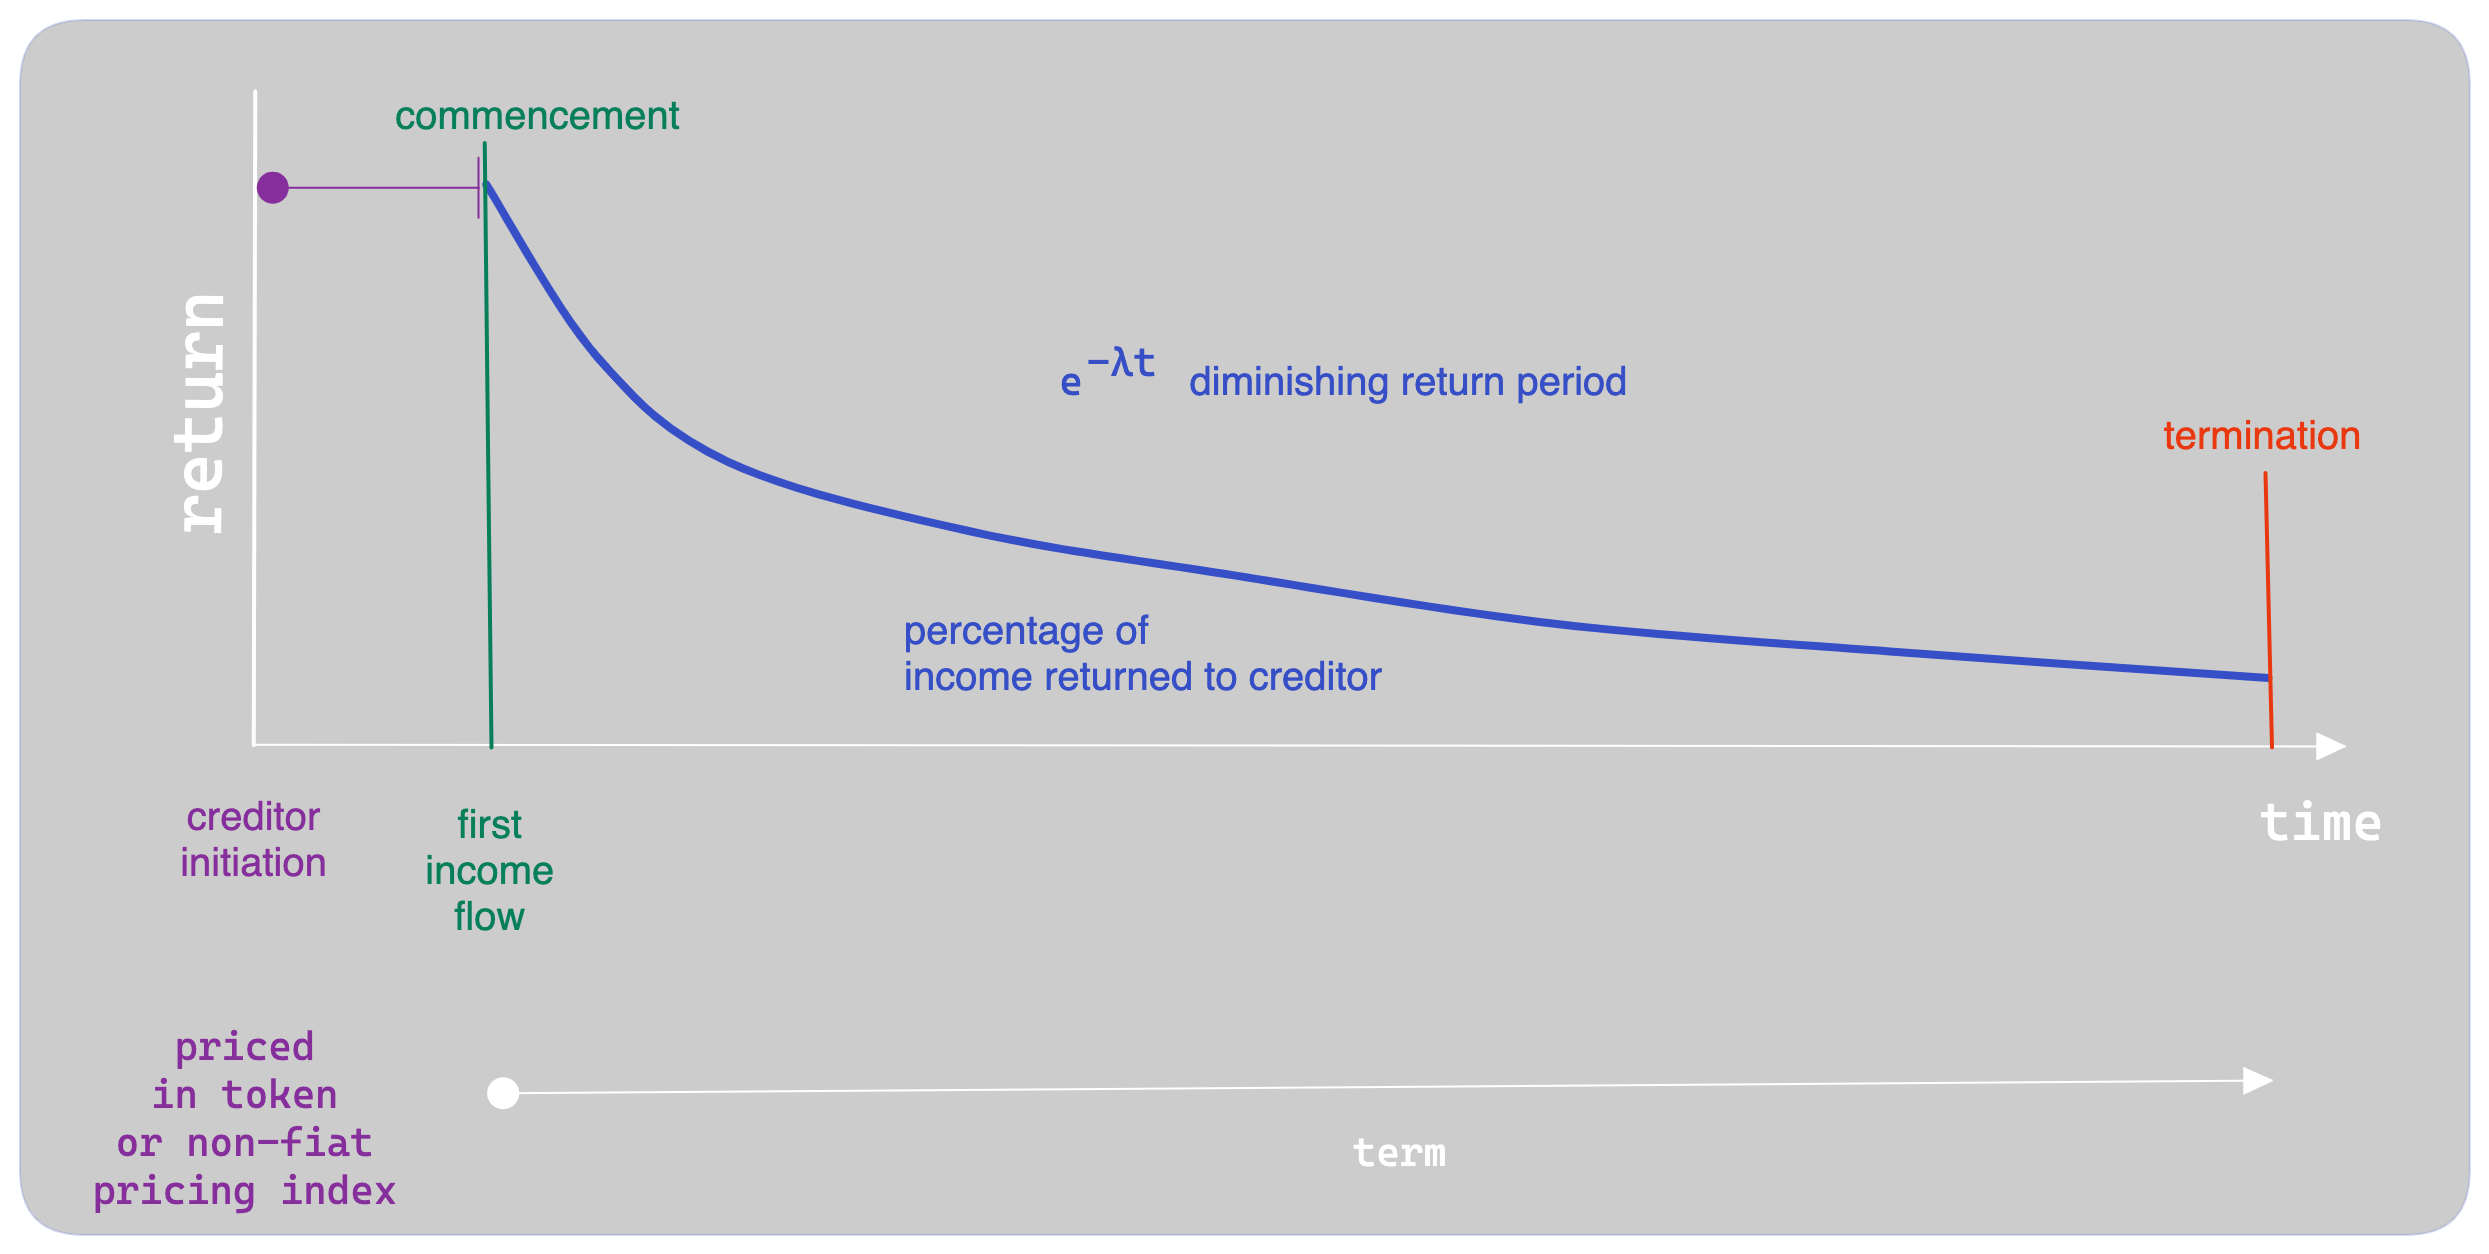 commencement
return
e^-λt diminishing return period
termination
percentage of
income returned to creditor
time
creditor
initiation
first
income
flow
priced
in token
or non-fiat
pricing index
term